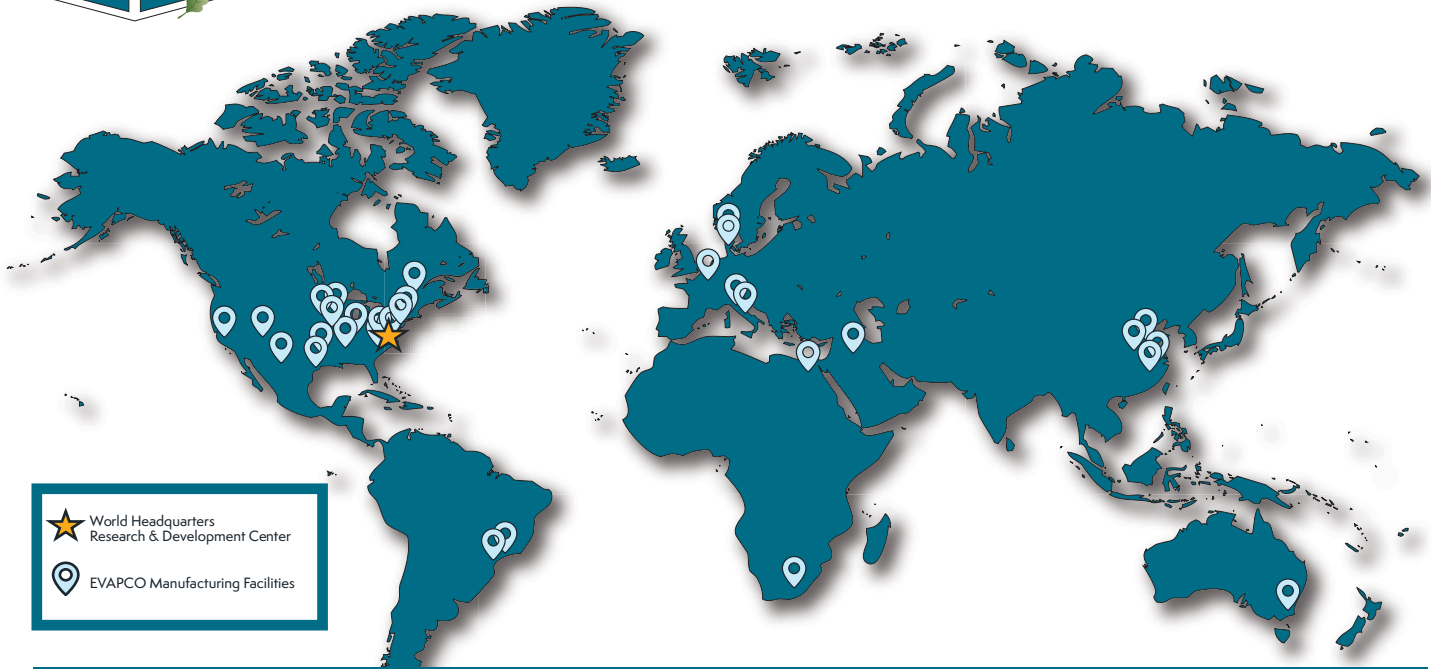 World Headquarters
Research & Development Center
EVAPCO Manufacturing Facilities